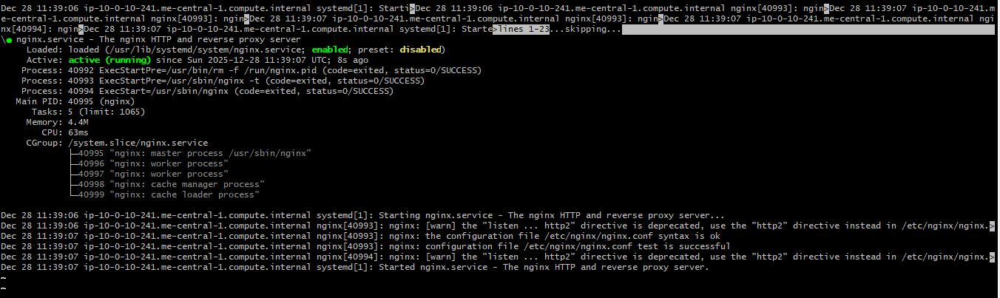 Dec 28 11:39:06 ip-10-0-10-241.me-central-1.compute.internal systemd[1]: Starti>Dec 28 11:39:06 ip-10-0-10-241.me-central-1.compute.internal nginx[40993]: ngin>Dec 28 11:39:07 ip-10-0-10-241.m
e-central-1.compute.internal nginx[40993]: ngin>Dec 28 11:39:07 ip-10-0-10-241.me-central-1.compute.internal nginx[40993]: ngin>Dec 28 11:39:07 ip-10-0-10-241.me-central-1.compute.internal ngi
nx[40994]: ngin>Dec 28 11:39:07 ip-10-0-10-241.me-central-1.compute.internal systemd[1]: Starte>lines 1-23...skipping...
\● nginx.service - The nginx HTTP and reverse proxy server
Loaded: loaded (/usr/lib/systemd/system/nginx.service; enabled; preset: disabled)
Active: active (running) since Sun 2025-12-28 11:39:07 UTC; 8s ago
Process: 40992 ExecStartPre=/usr/bin/rm -f /run/nginx.pid (code=exited, status=0/SUCCESS)
Process: 40993 ExecStartPre=/usr/sbin/nginx -t (code=exited, status=0/SUCCESS)
Process: 40994 ExecStart=/usr/sbin/nginx (code=exited, status=0/SUCCESS)
Main PID: 40995 (nginx)
Tasks: 5 (limit: 1065)
Memory: 4.4M
CPU: 63ms
CGroup: /system.slice/nginx.service
├─40995 "nginx: master process /usr/sbin/nginx"
├─40996 "nginx: worker process"
├─40997 "nginx: worker process"
├─40998 "nginx: cache manager process"
└─40999 "nginx: cache loader process"
Dec 28 11:39:06 ip-10-0-10-241.me-central-1.compute.internal systemd[1]: Starting nginx.service - The nginx HTTP and reverse proxy server...
Dec 28 11:39:06 ip-10-0-10-241.me-central-1.compute.internal nginx[40993]: nginx: [warn] the "listen ... http2" directive is deprecated, use the "http2" directive instead in /etc/nginx/nginx.>
Dec 28 11:39:07 ip-10-0-10-241.me-central-1.compute.internal nginx[40993]: nginx: the configuration file /etc/nginx/nginx.conf syntax is ok
Dec 28 11:39:07 ip-10-0-10-241.me-central-1.compute.internal nginx[40993]: nginx: configuration file /etc/nginx/nginx.conf test is successful
Dec 28 11:39:07 ip-10-0-10-241.me-central-1.compute.internal nginx[40994]: nginx: [warn] the "listen ... http2" directive is deprecated, use the "http2" directive instead in /etc/nginx/nginx.>
Dec 28 11:39:07 ip-10-0-10-241.me-central-1.compute.internal systemd[1]: Started nginx.service - The nginx HTTP and reverse proxy server.
~
~